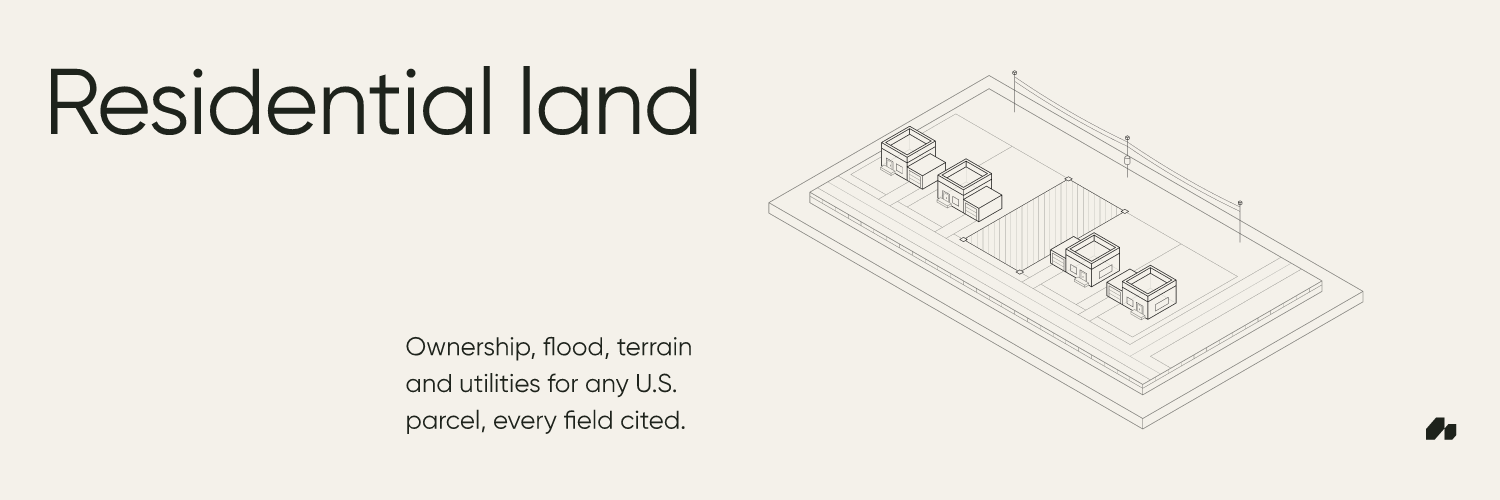 Residential land
Ownership, flood, terrain
and utilities for any U.S.
parcel, every field cited.